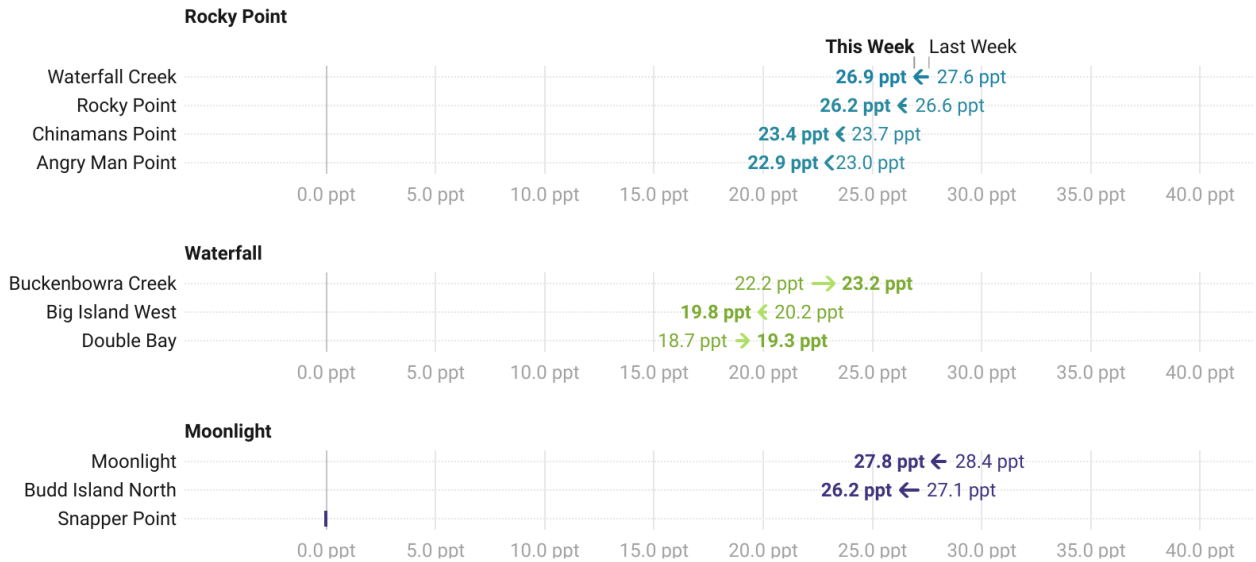 Rocky Point
This Week Last Week
Waterfall Creek 26.9 ppt 27.6 ppt
Rocky Point 26.2 ppt 26.6 ppt
Chinamans Point 23.4 ppt 23.7 ppt
Angry Man Point 22.9 ppt 23.0 ppt
0.0 ppt 5.0 ppt 10.0 ppt 15.0 ppt 20.0 ppt 25.0 ppt 30.0 ppt 35.0 ppt 40.0 ppt
Waterfall
Buckenbowra Creek 22.2 ppt 23.2 ppt
Big Island West 19.8 ppt 20.2 ppt
Double Bay 18.7 ppt 19.3 ppt
0.0 ppt 5.0 ppt 10.0 ppt 15.0 ppt 20.0 ppt 25.0 ppt 30.0 ppt 35.0 ppt 40.0 ppt
Moonlight
Moonlight 27.8 ppt 28.4 ppt
Budd Island North 26.2 ppt 27.1 ppt
Snapper Point
0.0 ppt 5.0 ppt 10.0 ppt 15.0 ppt 20.0 ppt 25.0 ppt 30.0 ppt 35.0 ppt 40.0 ppt